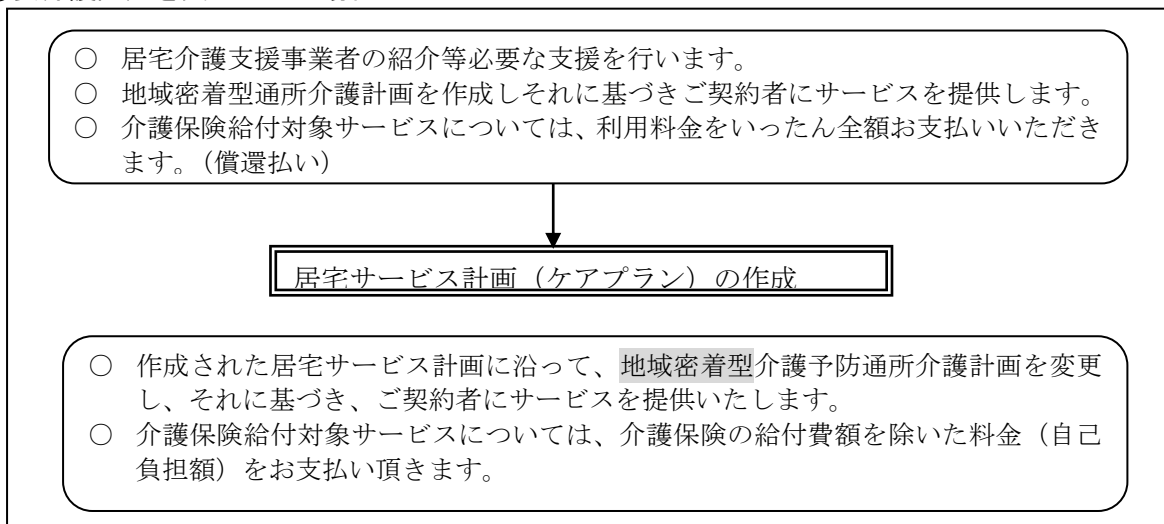 ○ 居宅介護支援事業者の紹介等必要な支援を行います。
○ 地域密着型通所介護計画を作成しそれに基づきご契約者にサービスを提供します。
○ 介護保険給付対象サービスについては、利用料金をいったん全額お支払いいただき
ます。（償還払い）
居宅サービス計画（ケアプラン）の作成
○ 作成された居宅サービス計画に沿って、地域密着型介護予防通所介護計画を変更
し、それに基づき、ご契約者にサービスを提供いたします。
○ 介護保険給付対象サービスについては、介護保険の給付費額を除いた料金（自己
負担額）をお支払い頂きます。